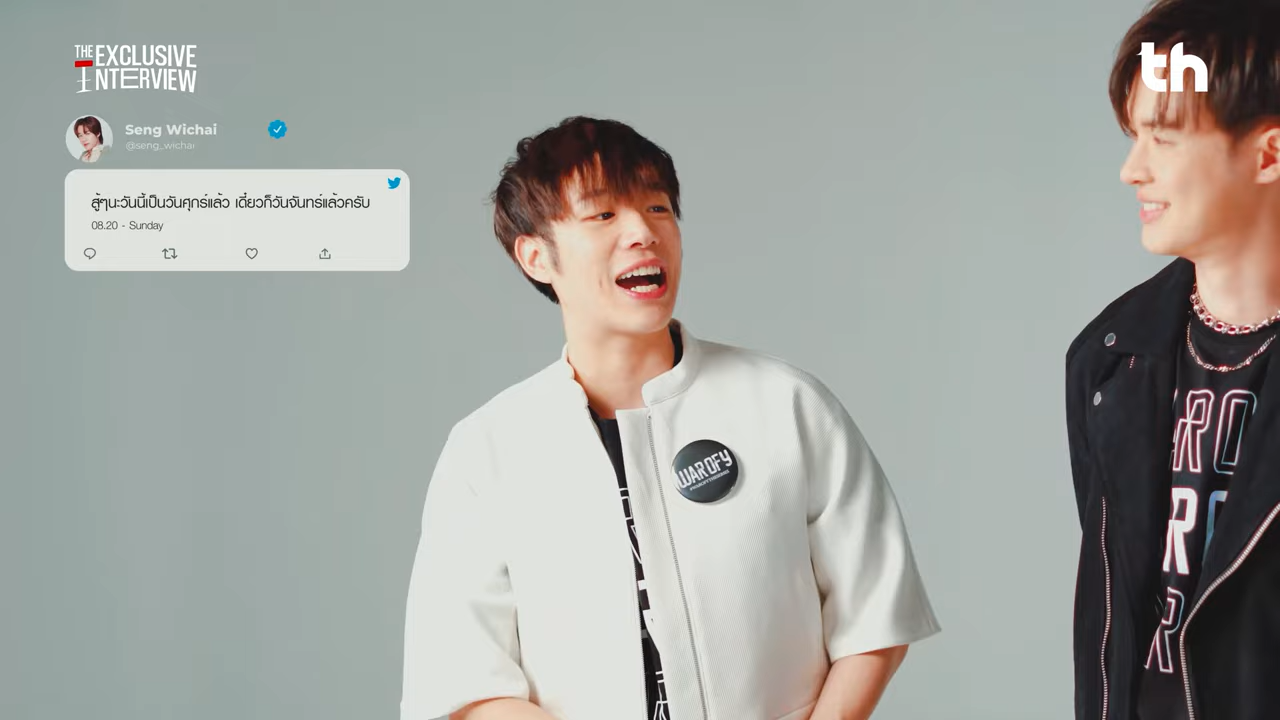 THE EXCLUSIVE
INTERVIEW
th
Seng Wichai
@seng_wichai
สู้ๆนะวันนี้เป็นวันศุกร์แล้ว เดี๋ยวก็วันจันทร์แล้วครับ
08.20 - Sunday
WAR OF Y